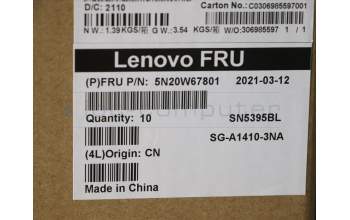 D/C: 2110
Carton No.: C0306985597001
N W.: 1.39 KGS/箱 G W.: 3.54 KGS/箱 W/O:306985597 1 / 1
Lenovo FRU
(P)FRU P/N: 5N20W67801 2021-03-12
Quantity: 10 SN5395BL
SG-A1410-3NA
(4L)Origin: CN
Made in China